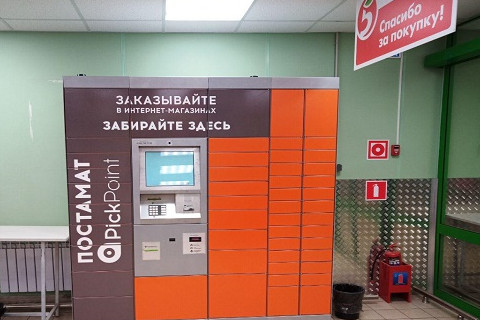 Спасибо
за покупку!
ЗАКАЗЫВАЙТЕ
В ИНТЕРНЕТ-МАГАЗИНАХ
ЗАБИРАЙТЕ ЗДЕСЬ
ПОСТАМАТ
PickPoint